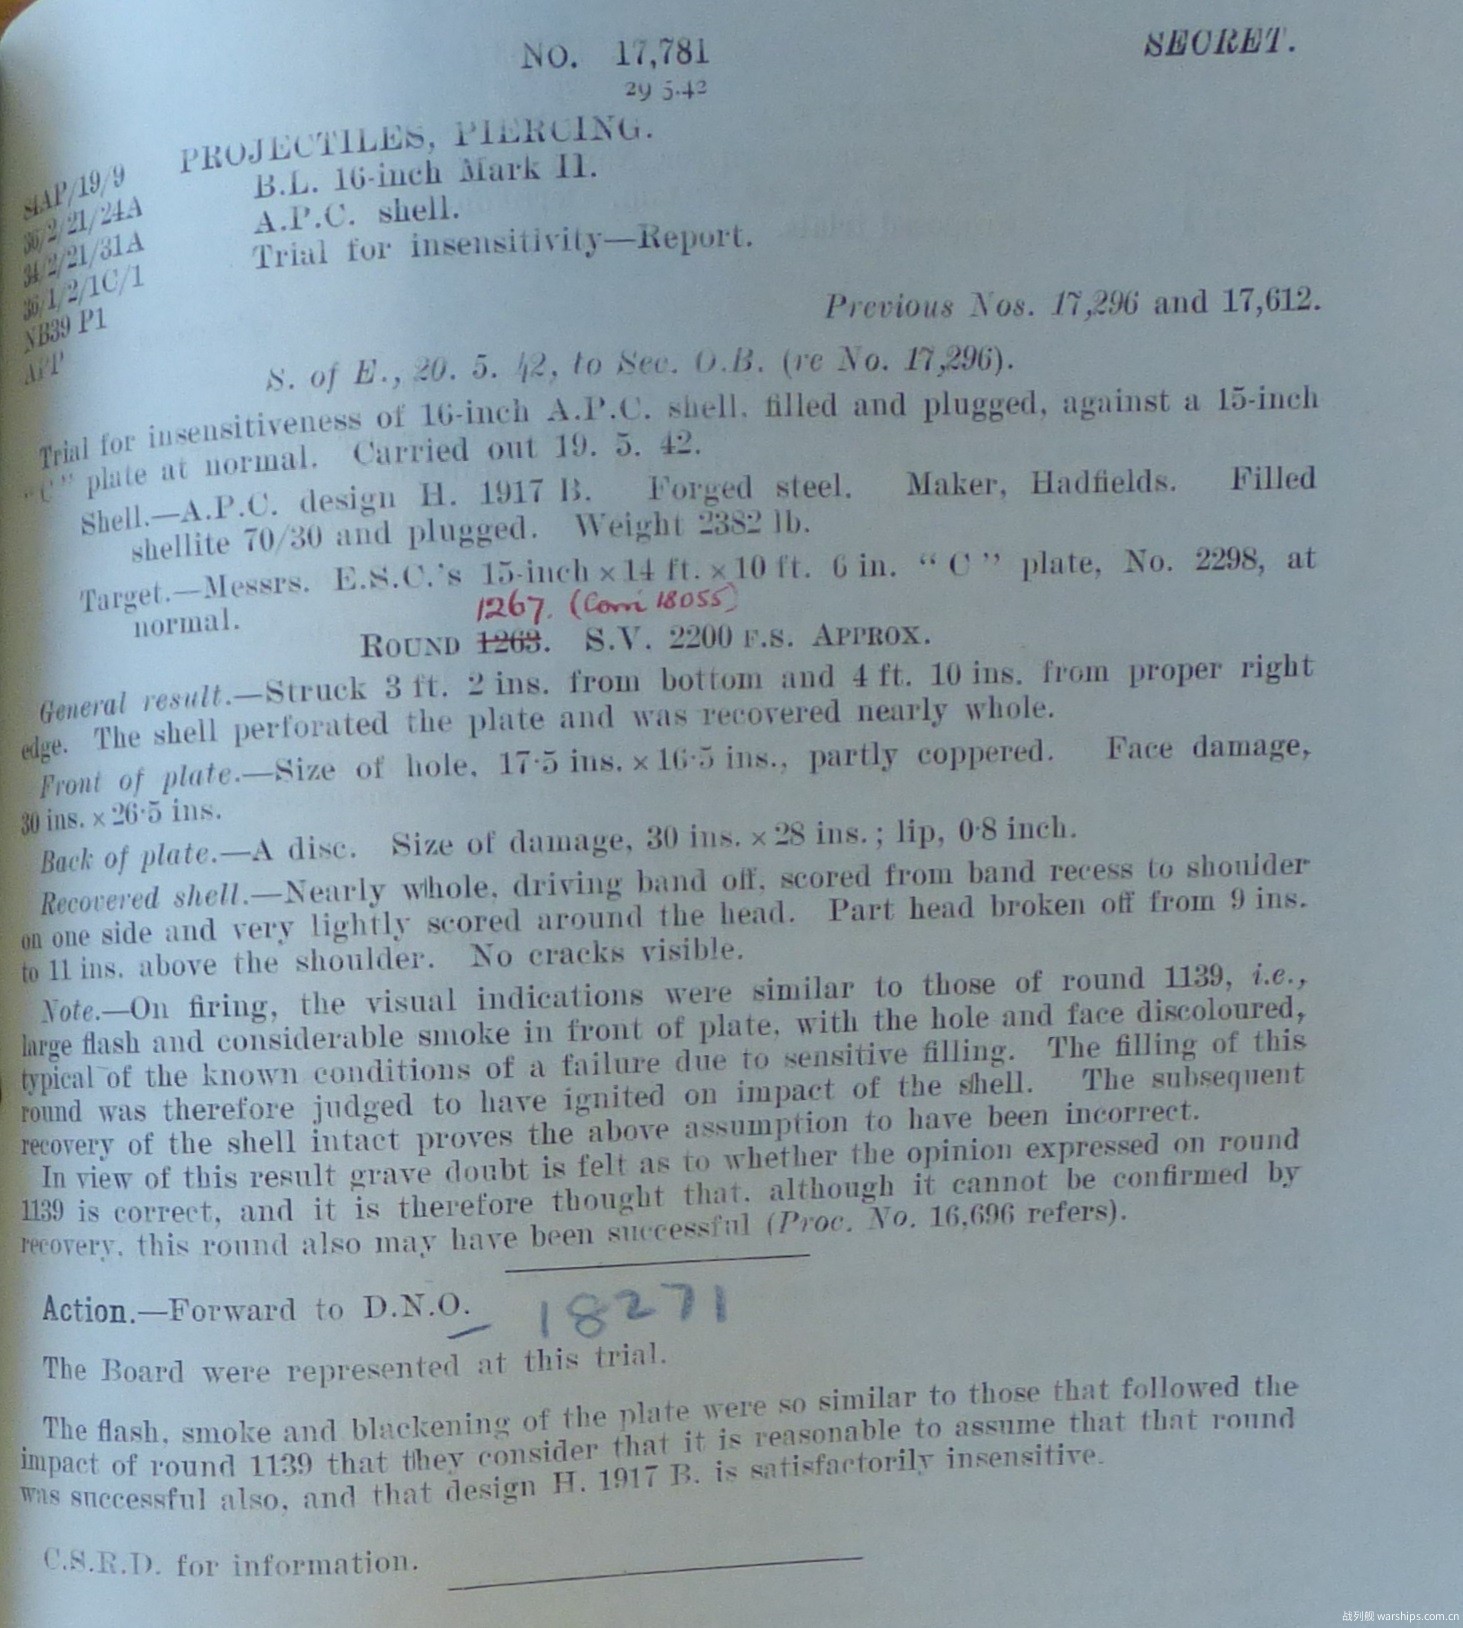 NO. 17,781
SECRET.
29 5.42
PROJECTILES, PIERCING.
B.L. 16-inch Mark II.
A.P.C. shell.
Trial for insensitivity—Report.
34AP/19/9
36/2/21/24A
34/2/21/31A
36/1/2/1C/1
NB39 P1
APP
Previous Nos. 17,296 and 17,612.
S. of E., 20. 5. 42, to Sec. O.B. (re No. 17,296).
Trial for insensitiveness of 16-inch A.P.C. shell, filled and plugged, against a 15-inch
"C" plate at normal. Carried out 19. 5. 42.
Shell.—A.P.C. design H. 1917 B. Forged steel. Maker, Hadfields. Filled
shellite 70/30 and plugged. Weight 2382 lb.
Target.—Messrs. E.S.C.'s 15-inch × 14 ft. × 10 ft. 6 in. "C" plate, No. 2298, at
normal.
1267. (Corri 18055)
ROUND 1263. S.V. 2200 F.S. APPROX.
General result.—Struck 3 ft. 2 ins. from bottom and 4 ft. 10 ins. from proper right
edge. The shell perforated the plate and was recovered nearly whole.
Front of plate.—Size of hole, 17·5 ins. × 16·5 ins., partly coppered. Face damage,
30 ins. × 26·5 ins.
Back of plate.—A disc. Size of damage, 30 ins. × 28 ins.; lip, 0·8 inch.
Recovered shell.—Nearly whole, driving band off, scored from band recess to shoulder
on one side and very lightly scored around the head. Part head broken off from 9 ins.
to 11 ins. above the shoulder. No cracks visible.
Note.—On firing, the visual indications were similar to those of round 1139, i.e.,
large flash and considerable smoke in front of plate, with the hole and face discoloured,
typical of the known conditions of a failure due to sensitive filling. The filling of this
round was therefore judged to have ignited on impact of the shell. The subsequent
recovery of the shell intact proves the above assumption to have been incorrect.
In view of this result grave doubt is felt as to whether the opinion expressed on round
1139 is correct, and it is therefore thought that, although it cannot be confirmed by
recovery, this round also may have been successful (Proc. No. 16,696 refers).
Action.—Forward to D.N.O. 18271
The Board were represented at this trial.
The flash, smoke and blackening of the plate were so similar to those that followed the
impact of round 1139 that they consider that it is reasonable to assume that that round
was successful also, and that design H. 1917 B. is satisfactorily insensitive.
C.S.R.D. for information.
战列舰 warships.com.cn